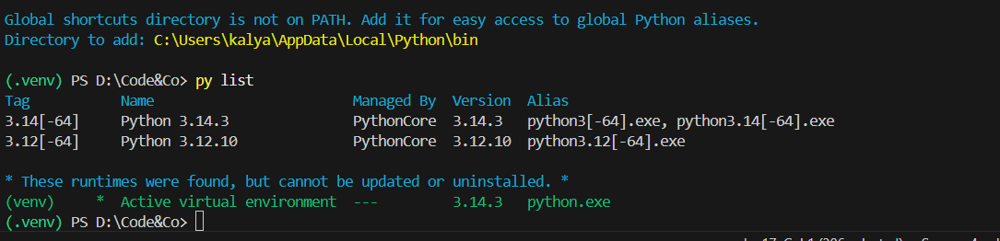 Global shortcuts directory is not on PATH. Add it for easy access to global Python aliases.
Directory to add: C:\Users\kalya\AppData\Local\Python\bin
(.venv) PS D:\Code&Co> py list
Tag Name Managed By Version Alias
3.14[-64] Python 3.14.3 PythonCore 3.14.3 python3[-64].exe, python3.14[-64].exe
3.12[-64] Python 3.12.10 PythonCore 3.12.10 python3.12[-64].exe
* These runtimes were found, but cannot be updated or uninstalled. *
(venv) * Active virtual environment --- 3.14.3 python.exe
(.venv) PS D:\Code&Co>